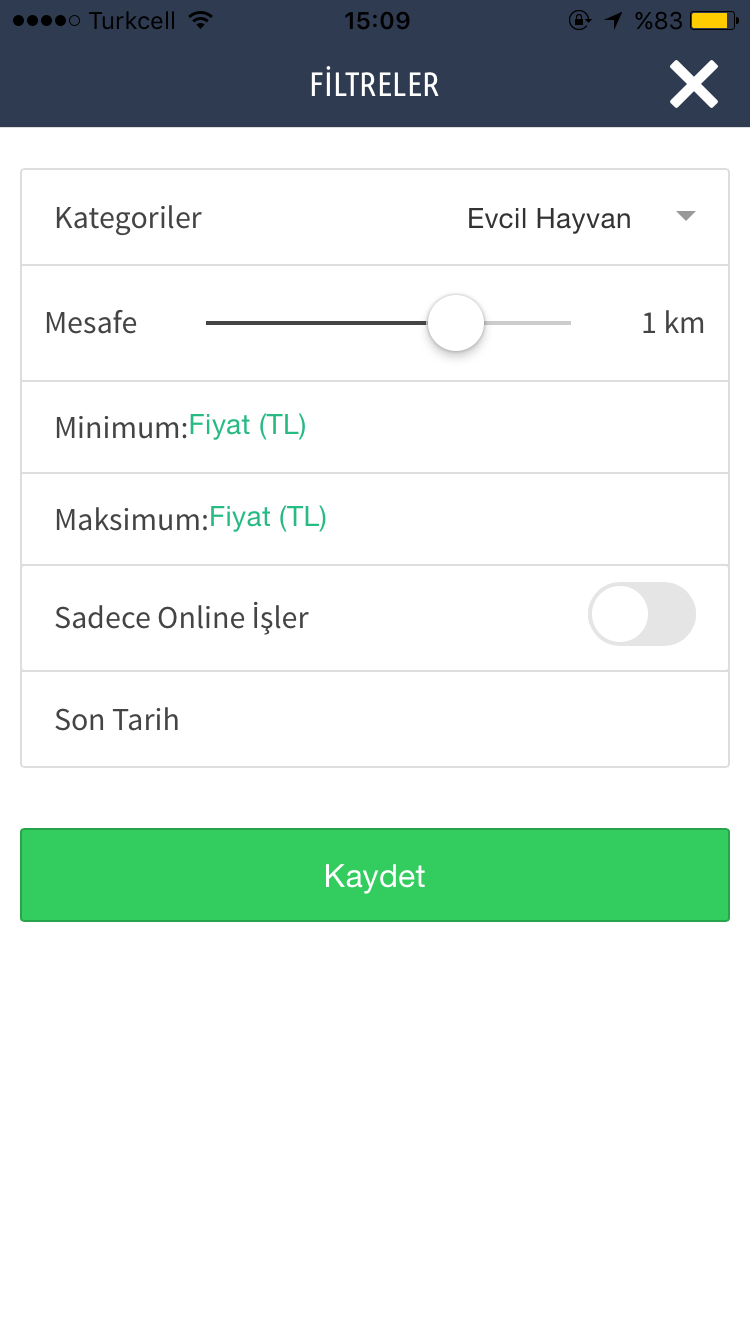 Turkcell 15:09 %83
FİLTRELER
Kategoriler Evcil Hayvan
Mesafe 1 km
Minimum:Fiyat (TL)
Maksimum:Fiyat (TL)
Sadece Online İşler
Son Tarih
Kaydet